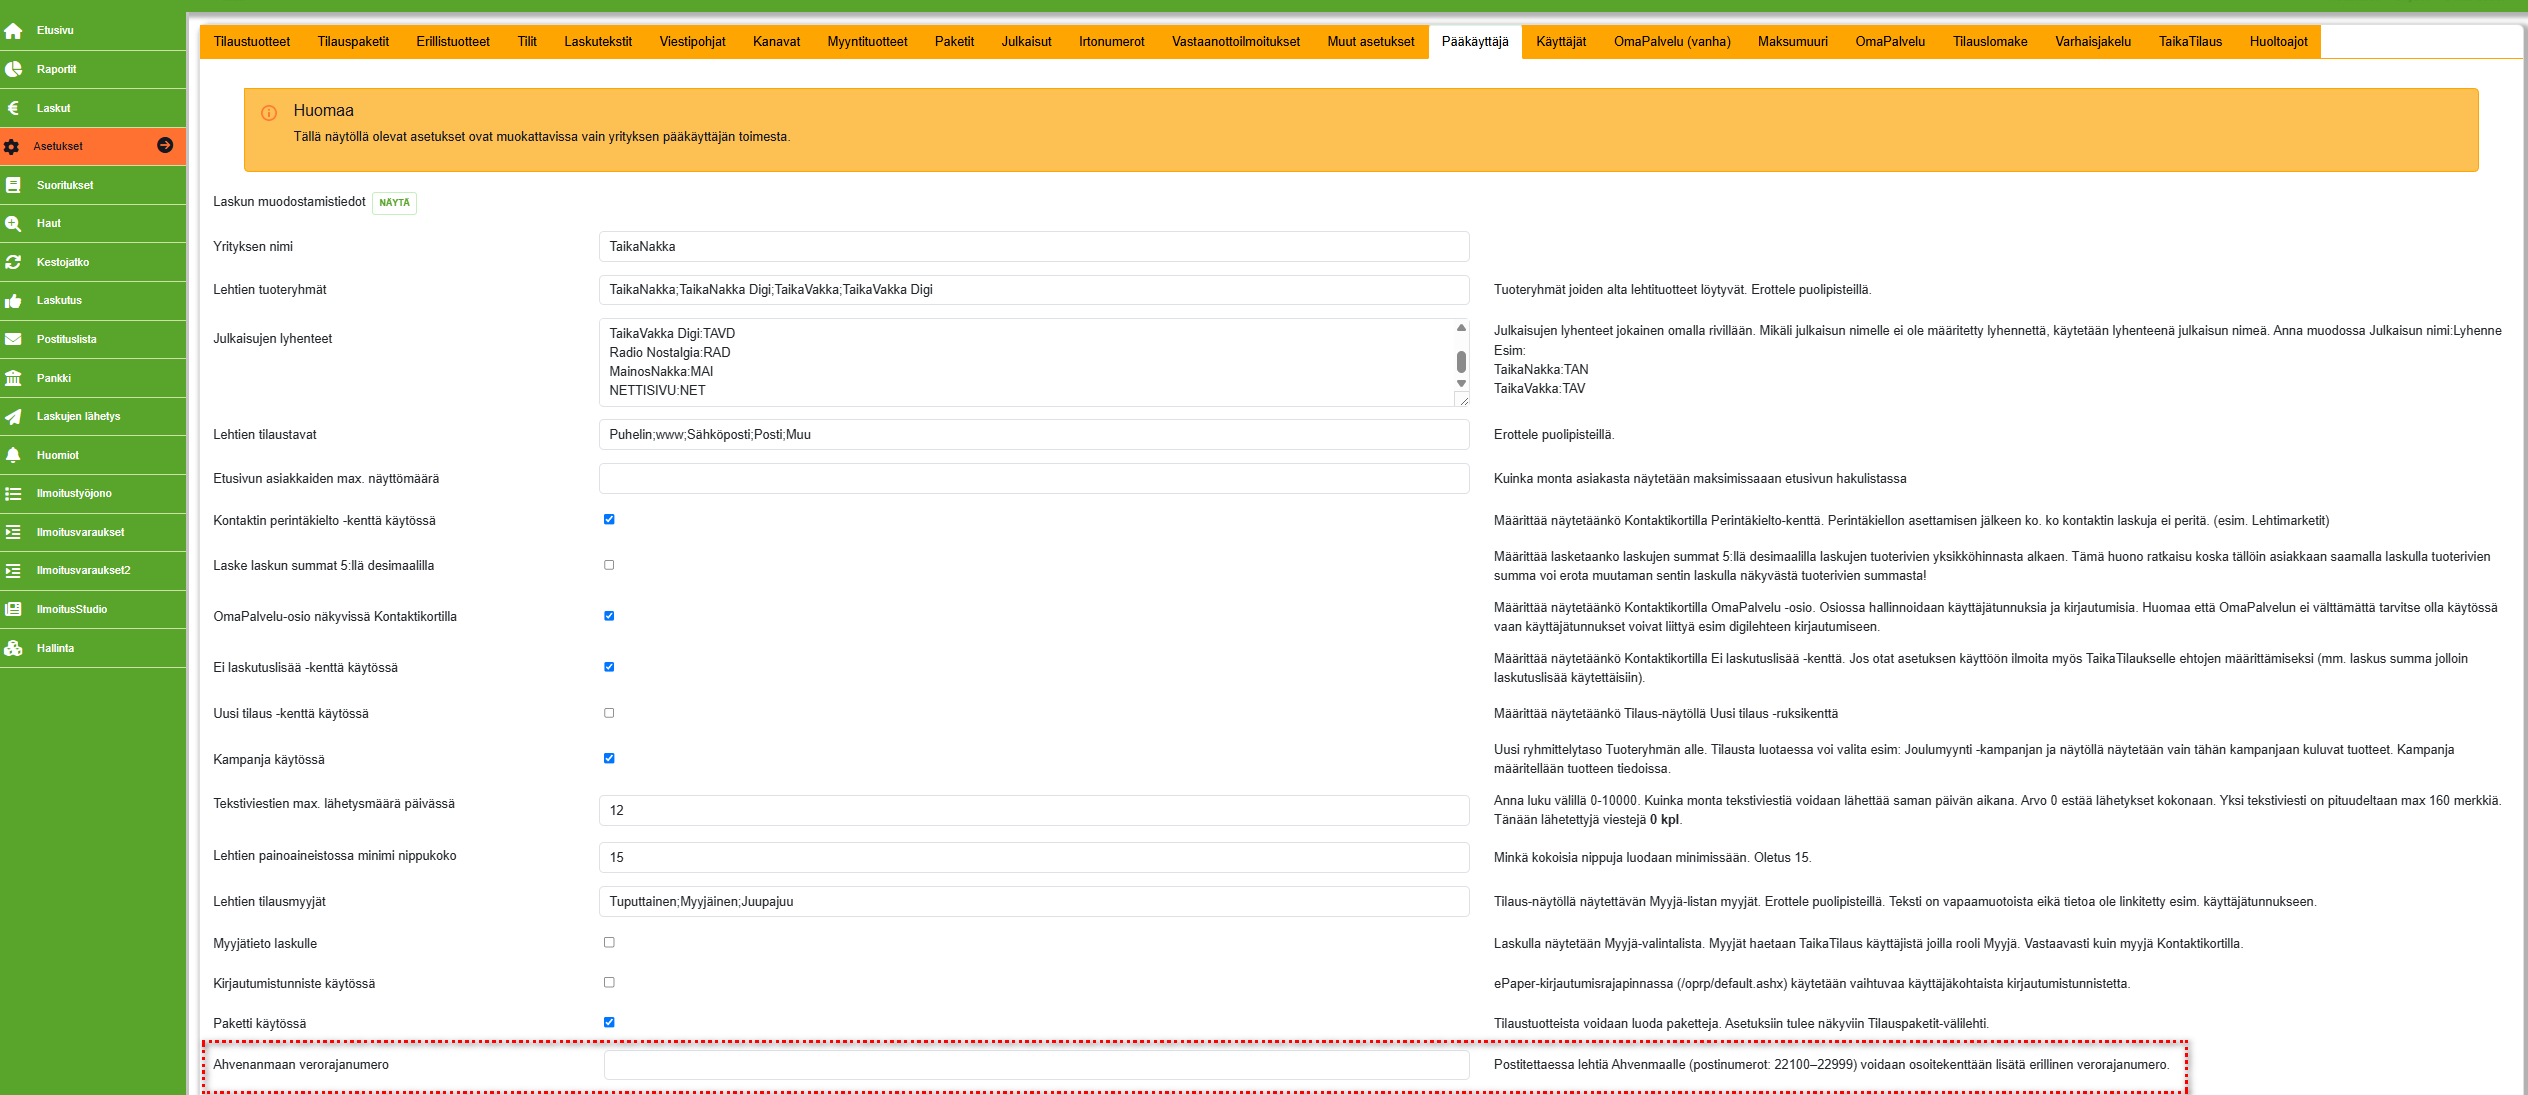 Etusivu
Raportit
Laskut
Asetukset
Suoritukset
Haut
Kestojatko
Laskutus
Postituslista
Pankki
Laskujen lähetys
Huomiot
Ilmoitustyöjono
Ilmoitusvaraukset
Ilmoitusvaraukset2
IlmoitusStudio
Hallinta
Tilaustuotteet Tilauspaketit Erillistuotteet Tilit Laskutekstit Viestipohjat Kanavat Myyntituotteet Paketit Julkaisut Irtonumerot Vastaanottoilmoitukset Muut asetukset Pääkäyttäjä Käyttäjät OmaPalvelu (vanha) Maksumuuri OmaPalvelu Tilauslomake Varhaisjakelu TaikaTilaus Huoltoajot
Huomaa
Tällä näytöllä olevat asetukset ovat muokattavissa vain yrityksen pääkäyttäjän toimesta.
Laskun muodostamistiedot NÄYTÄ
Yrityksen nimi TaikaNakka
Lehtien tuoteryhmät TaikaNakka;TaikaNakka Digi;TaikaVakka;TaikaVakka Digi Tuoteryhmät joiden alta lehtituotteet löytyvät. Erottele puolipisteillä.
Julkaisujen lyhenteet
TaikaVakka Digi:TAVD
Radio Nostalgia:RAD
MainosNakka:MAI
NETTISIVU:NET
Julkaisujen lyhenteet jokainen omalla rivillään. Mikäli julkaisun nimelle ei ole määritetty lyhennettä, käytetään lyhenteenä julkaisun nimeä. Anna muodossa Julkaisun nimi:Lyhenne
Esim:
TaikaNakka:TAN
TaikaVakka:TAV
Lehtien tilaustavat Puhelin;www;Sähköposti;Posti;Muu Erottele puolipisteillä.
Etusivun asiakkaiden max. näyttömäärä Kuinka monta asiakasta näytetään maksimissaaan etusivun hakulistassa
Kontaktin perintäkielto -kenttä käytössä Määrittää näytetäänkö Kontaktikortilla Perintäkielto-kenttä. Perintäkiellon asettamisen jälkeen ko. ko kontaktin laskuja ei peritä. (esim. Lehtimarketit)
Laske laskun summat 5:llä desimaalilla
Määrittää lasketaanko laskujen summat 5:llä desimaalilla laskujen tuoterivien yksikköhinnasta alkaen. Tämä huono ratkaisu koska tällöin asiakkaan saamalla laskulla tuoterivien
summa voi erota muutaman sentin laskulla näkyvästä tuoterivien summasta!
OmaPalvelu-osio näkyvissä Kontaktikortilla
Määrittää näytetäänkö Kontaktikortilla OmaPalvelu -osio. Osiossa hallinnoidaan käyttäjätunnuksia ja kirjautumisia. Huomaa että OmaPalvelun ei välttämättä tarvitse olla käytössä
vaan käyttäjätunnukset voivat liittyä esim digilehteen kirjautumiseen.
Ei laskutuslisää -kenttä käytössä
Määrittää näytetäänkö Kontaktikortilla Ei laskutuslisää -kenttä. Jos otat asetuksen käyttöön ilmoita myös TaikaTilaukselle ehtojen määrittämiseksi (mm. laskus summa jolloin
laskutuslisää käytettäisiin).
Uusi tilaus -kenttä käytössä Määrittää näytetäänkö Tilaus-näytöllä Uusi tilaus -ruksikenttä
Kampanja käytössä
Uusi ryhmittelytaso Tuoteryhmän alle. Tilausta luotaessa voi valita esim: Joulumyynti -kampanjan ja näytöllä näytetään vain tähän kampanjaan kuluvat tuotteet. Kampanja
määritellään tuotteen tiedoissa.
Tekstiviestien max. lähetysmäärä päivässä 12
Anna luku välillä 0-10000. Kuinka monta tekstiviestiä voidaan lähettää saman päivän aikana. Arvo 0 estää lähetykset kokonaan. Yksi tekstiviesti on pituudeltaan max 160 merkkiä.
Tänään lähetettyjä viestejä 0 kpl.
Lehtien painoaineistossa minimi nippukoko 15 Minkä kokoisia nippuja luodaan minimissään. Oletus 15.
Lehtien tilausmyyjät Tuputtainen;Myyjäinen;Juupajuu Tilaus-näytöllä näytettävän Myyjä-listan myyjät. Erottele puolipisteillä. Teksti on vapaamuotoista eikä tietoa ole linkitetty esim. käyttäjätunnukseen.
Myyjätieto laskulle Laskulla näytetään Myyjä-valintalista. Myyjät haetaan TaikaTilaus käyttäjistä joilla rooli Myyjä. Vastaavasti kuin myyjä Kontaktikortilla.
Kirjautumistunniste käytössä ePaper-kirjautumisrajapinnassa (/oprp/default.ashx) käytetään vaihtuvaa käyttäjäkohtaista kirjautumistunnistetta.
Paketti käytössä Tilaustuotteista voidaan luoda paketteja. Asetuksiin tulee näkyviin Tilauspaketit-välilehti.
Ahvenanmaan verorajanumero Postitettaessa lehtiä Ahvenmaalle (postinumerot: 22100–22999) voidaan osoitekenttään lisätä erillinen verorajanumero.